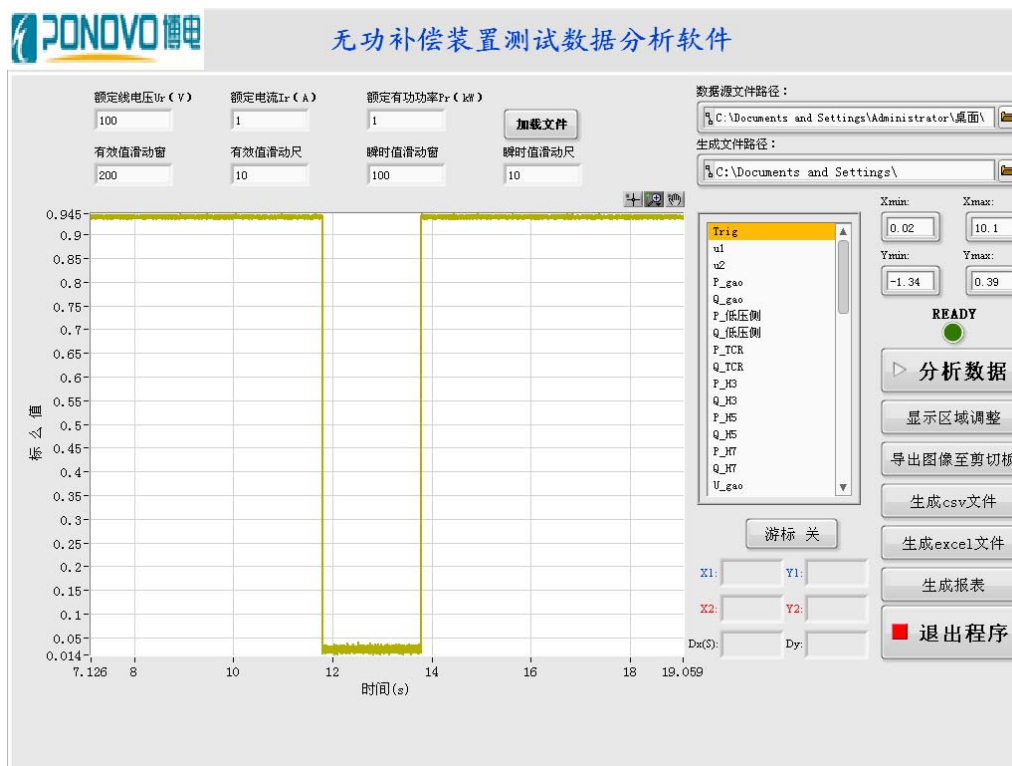 PONOVO 博电
无功补偿装置测试数据分析软件
额定线电压Ur(V) 额定电流Ir(A) 额定有功功率Pr(kW)
100 1 1 加载文件
有效值滑动窗 有效值滑动尺 瞬时值滑动窗 瞬时值滑动尺
200 10 100 10
数据源文件路径：
C:\Documents and Settings\Administrator\桌面\
生成文件路径：
C:\Documents and Settings\
标么值
0.945
0.9
0.85
0.8
0.75
0.7
0.65
0.6
0.55
0.5
0.45
0.4
0.35
0.3
0.25
0.2
0.15
0.1
0.05
0.014
7.126 8 10 12 14 16 18 19.059
时间(s)
Trig
u1
u2
P_gao
Q_gao
P_低压侧
Q_低压侧
P_TCR
Q_TCR
P_H3
Q_H3
P_H5
Q_H5
P_H7
Q_H7
U_gao
游标 关
X1: Y1:
X2: Y2:
Dx(S): Dy:
Xmin: Xmax:
0.02 10.1
Ymin: Ymax:
-1.34 0.39
READY
分析数据
显示区域调整
导出图像至剪切板
生成csv文件
生成excel文件
生成报表
退出程序